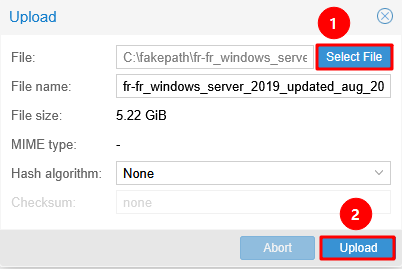 Upload
1
File: C:\fakepath\fr-fr_windows_serve Select File
File name: fr-fr_windows_server_2019_updated_aug_20
File size: 5.22 GiB
MIME type: -
Hash algorithm: None
Checksum: none
2
Abort Upload